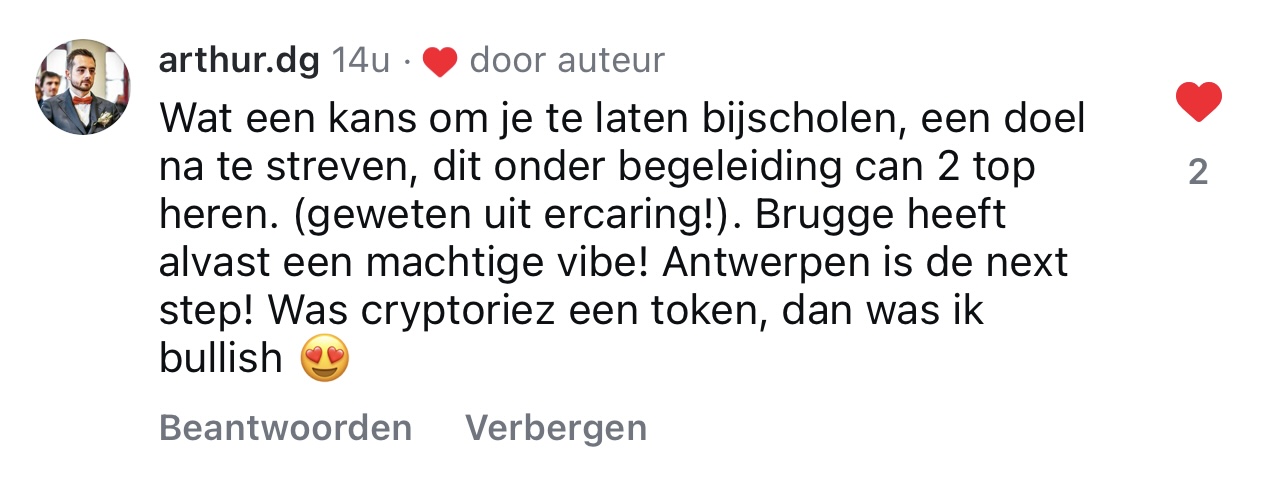 arthur.dg 14u · ❤️ door auteur
Wat een kans om je te laten bijscholen, een doel
na te streven, dit onder begeleiding can 2 top
heren. (geweten uit ercaring!). Brugge heeft
alvast een machtige vibe! Antwerpen is de next
step! Was cryptoriez een token, dan was ik
bullish 😍
2
Beantwoorden Verbergen